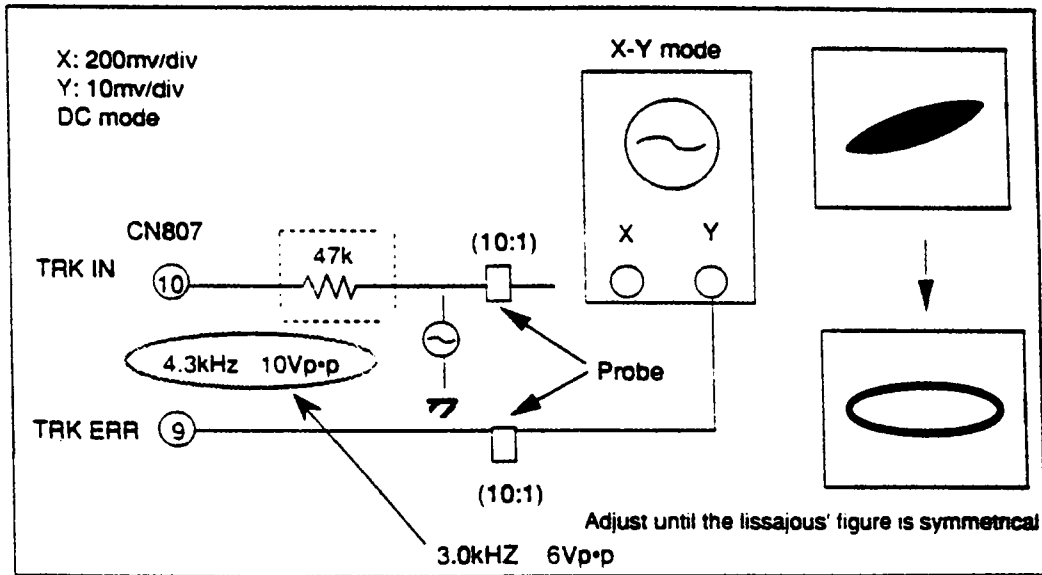 X: 200mv/div
Y: 10mv/div
DC mode
X-Y mode
X Y
CN807
47k
(10:1)
TRK IN
10
4.3kHz 10Vp•p
Probe
TRK ERR
9
(10:1)
Adjust until the lissajous' figure is symmetrical
3.0kHZ 6Vp•p